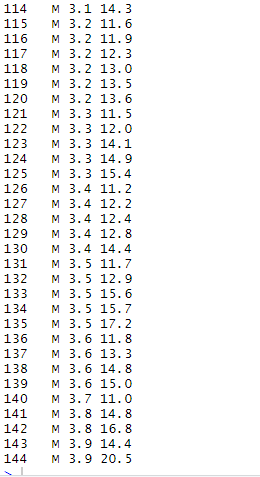 114   M 3.1 14.3
115   M 3.2 11.6
116   M 3.2 11.9
117   M 3.2 12.3
118   M 3.2 13.0
119   M 3.2 13.5
120   M 3.2 13.6
121   M 3.3 11.5
122   M 3.3 12.0
123   M 3.3 14.1
124   M 3.3 14.9
125   M 3.3 15.4
126   M 3.4 11.2
127   M 3.4 12.2
128   M 3.4 12.4
129   M 3.4 12.8
130   M 3.4 14.4
131   M 3.5 11.7
132   M 3.5 12.9
133   M 3.5 15.6
134   M 3.5 15.7
135   M 3.5 17.2
136   M 3.6 11.8
137   M 3.6 13.3
138   M 3.6 14.8
139   M 3.6 15.0
140   M 3.7 11.0
141   M 3.8 14.8
142   M 3.8 16.8
143   M 3.9 14.4
144   M 3.9 20.5
>